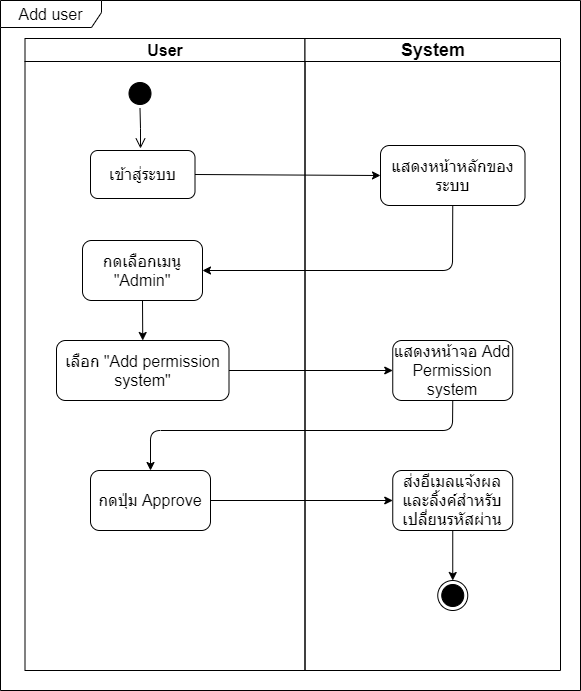 Add user
User
System
เข้าสู่ระบบ
แสดงหน้าหลักของ
ระบบ
กดเลือกเมนู
"Admin"
เลือก "Add permission
system"
แสดงหน้าจอ Add
Permission
system
กดปุ่ม Approve
ส่งอีเมลแจ้งผล
และลิ้งค์สำหรับ
เปลี่ยนรหัสผ่าน